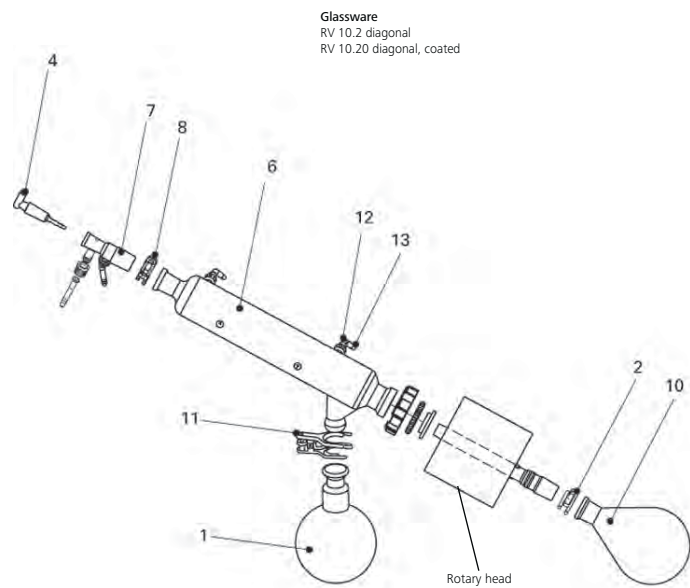 Glassware
RV 10.2 diagonal
RV 10.20 diagonal, coated
4
7
8
6
12
13
2
10
11
1
Rotary head